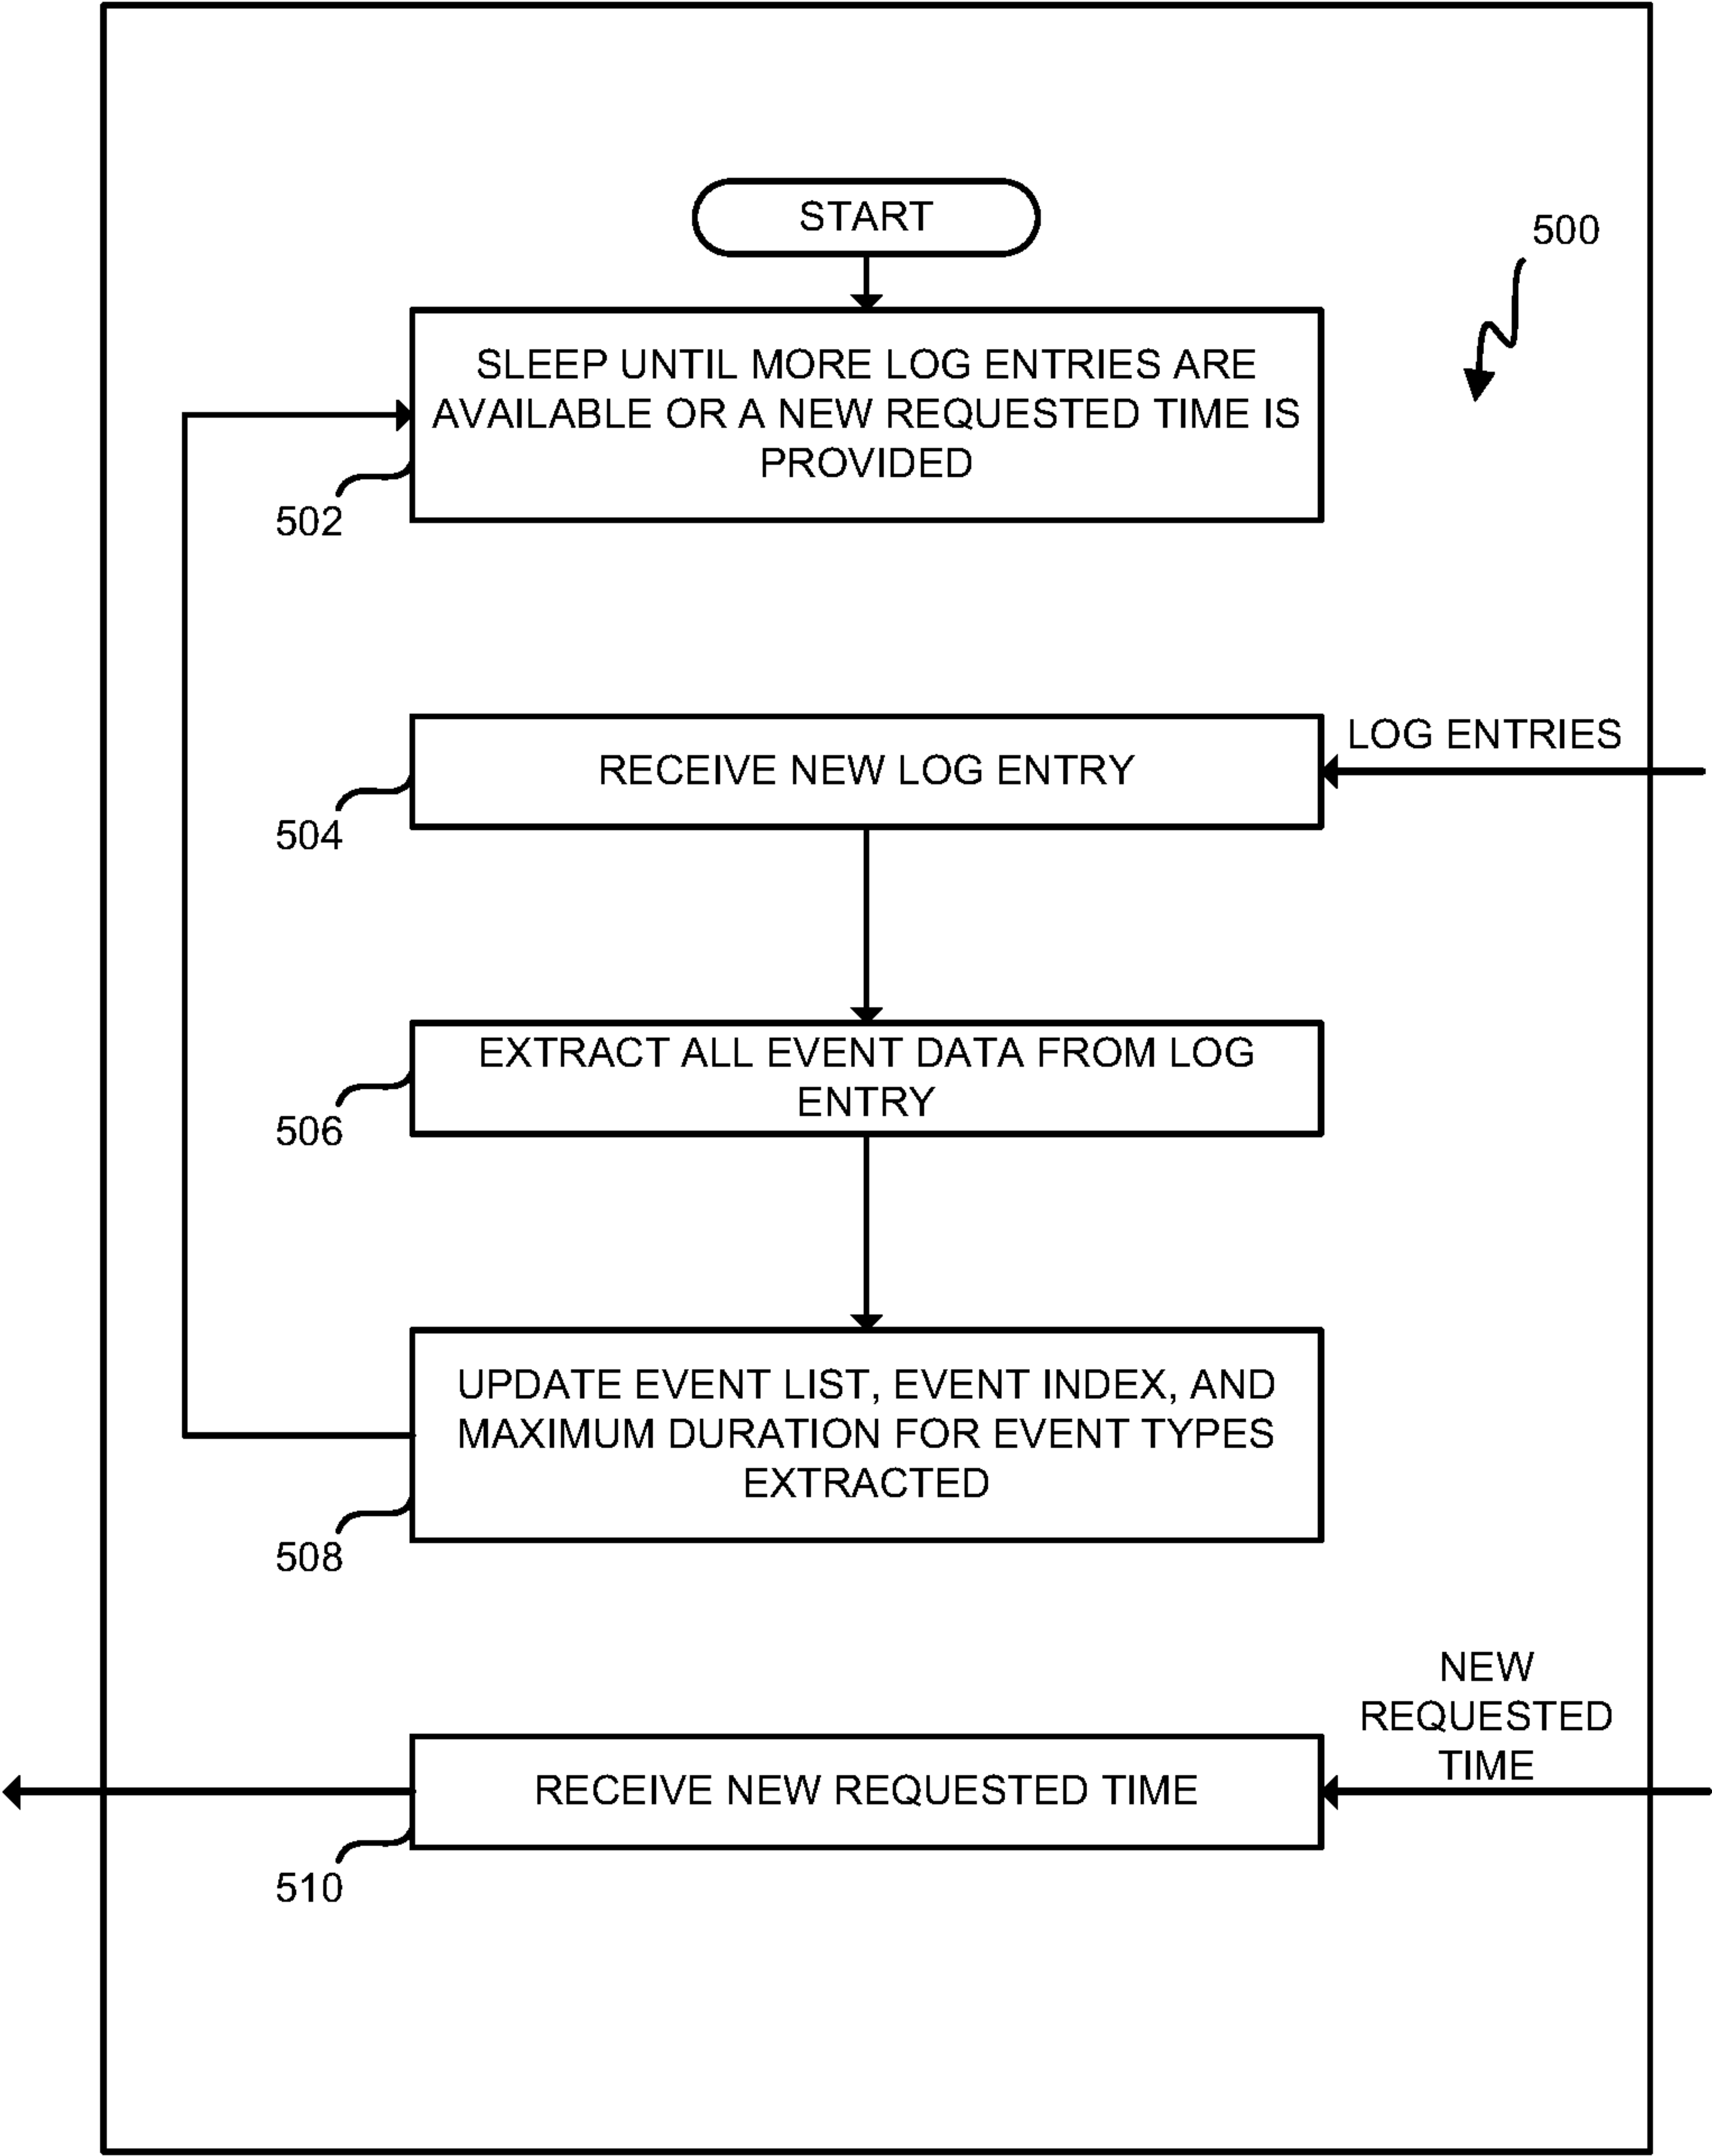 START
500
SLEEP UNTIL MORE LOG ENTRIES ARE
AVAILABLE OR A NEW REQUESTED TIME IS
PROVIDED
502
LOG ENTRIES
RECEIVE NEW LOG ENTRY
504
EXTRACT ALL EVENT DATA FROM LOG
ENTRY
506
UPDATE EVENT LIST, EVENT INDEX, AND
MAXIMUM DURATION FOR EVENT TYPES
EXTRACTED
508
NEW
REQUESTED
TIME
RECEIVE NEW REQUESTED TIME
510